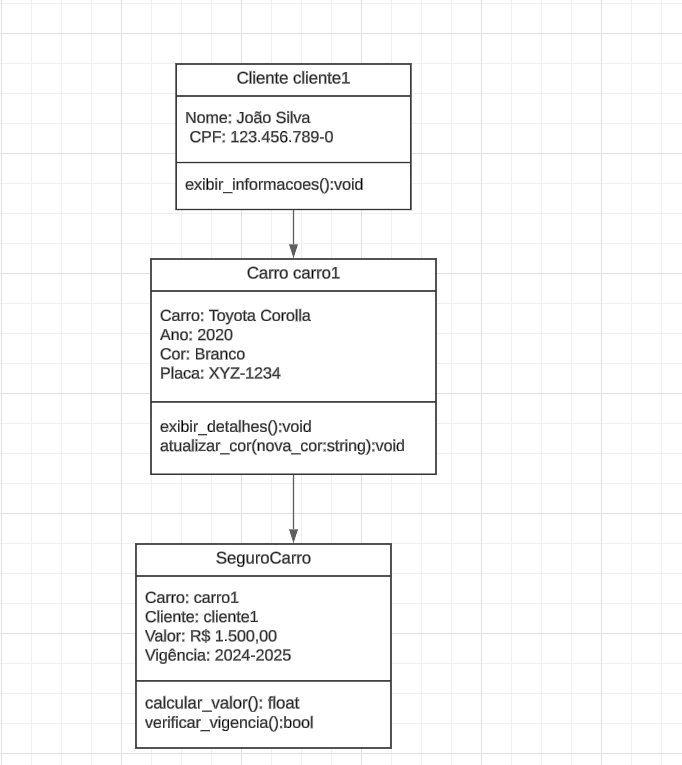 Cliente cliente1
Nome: João Silva
CPF: 123.456.789-0
exibir_informacoes():void
Carro carro1
Carro: Toyota Corolla
Ano: 2020
Cor: Branco
Placa: XYZ-1234
exibir_detalhes():void
atualizar_cor(nova_cor:string):void
SeguroCarro
Carro: carro1
Cliente: cliente1
Valor: R$ 1.500,00
Vigência: 2024-2025
calcular_valor(): float
verificar_vigencia():bool